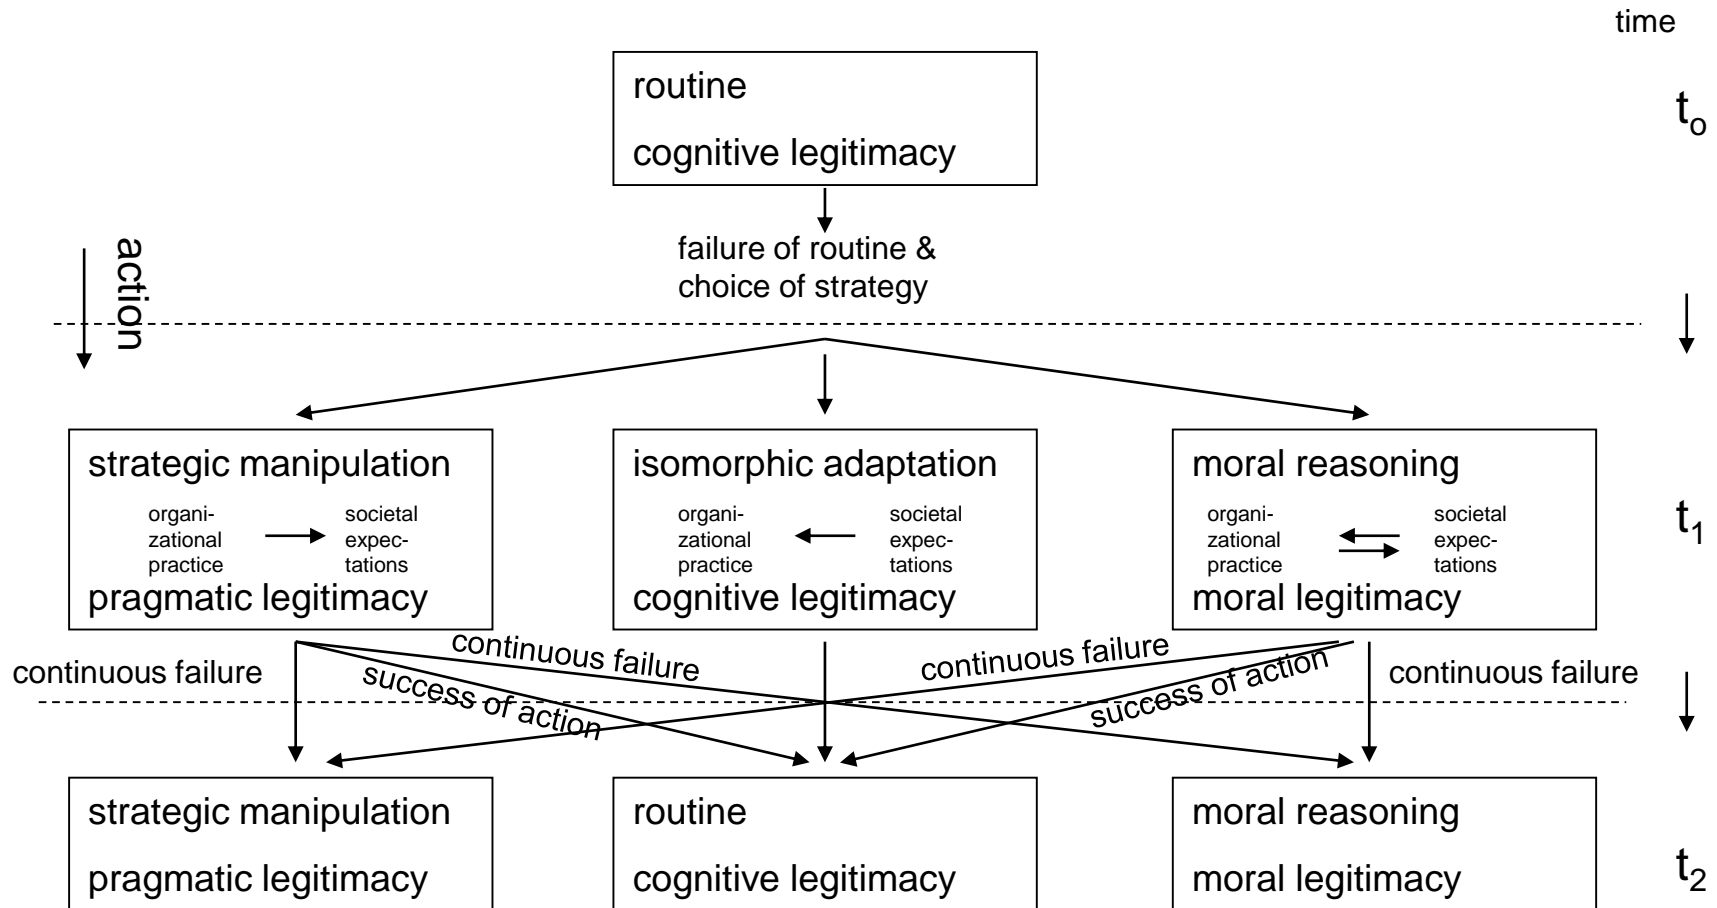 time
routine
cognitive legitimacy
t₀
failure of routine &
choice of strategy
action
strategic manipulation
organi-
zational
practice
societal
expec-
tations
pragmatic legitimacy
isomorphic adaptation
organi-
zational
practice
societal
expec-
tations
cognitive legitimacy
moral reasoning
organi-
zational
practice
societal
expec-
tations
moral legitimacy
t₁
continuous failure
continuous failure
success of action
continuous failure
success of action
continuous failure
strategic manipulation
pragmatic legitimacy
routine
cognitive legitimacy
moral reasoning
moral legitimacy
t₂